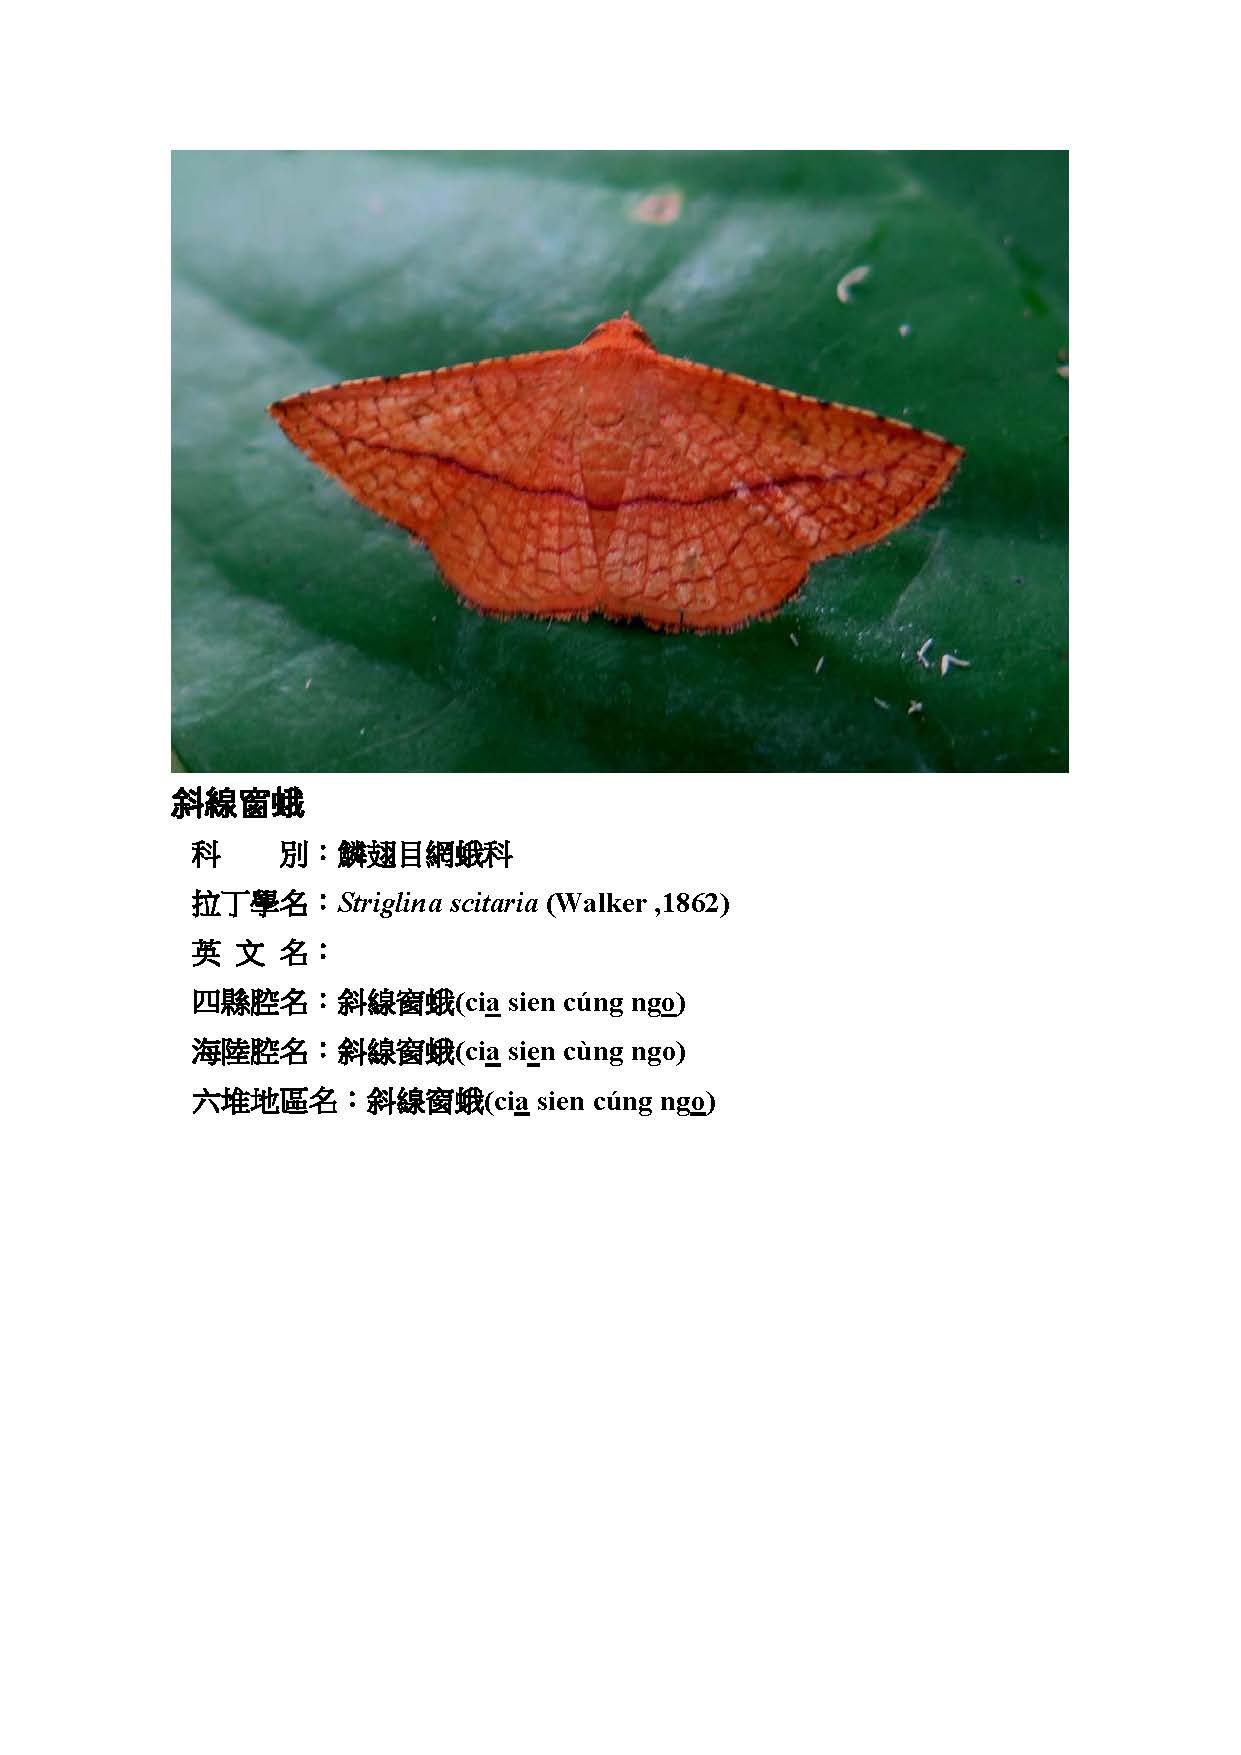 斜線窗蛾
科　　別：鱗翅目網蛾科
拉丁學名：Striglina scitaria (Walker ,1862)
英 文 名：
四縣腔名：斜線窗蛾(cia sien cúng ngo)
海陸腔名：斜線窗蛾(cia sien cùng ngo)
六堆地區名：斜線窗蛾(cia sien cúng ngo)